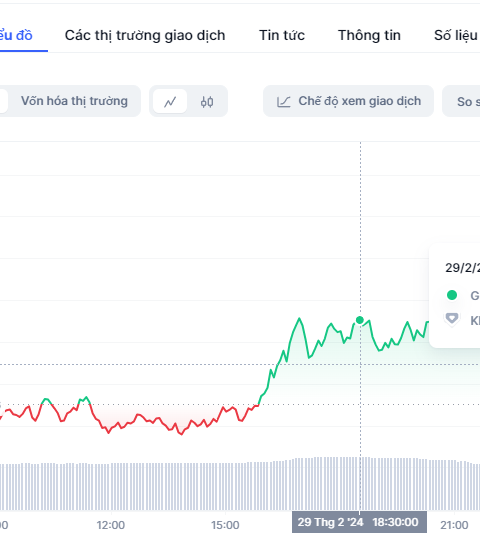 ểu đồ Các thị trường giao dịch Tin tức Thông tin Số liệu
Vốn hóa thị trường Chế độ xem giao dịch So s
29/2/2
G
Kl
12:00 15:00 29 Thg 2 '24 18:30:00 21:00